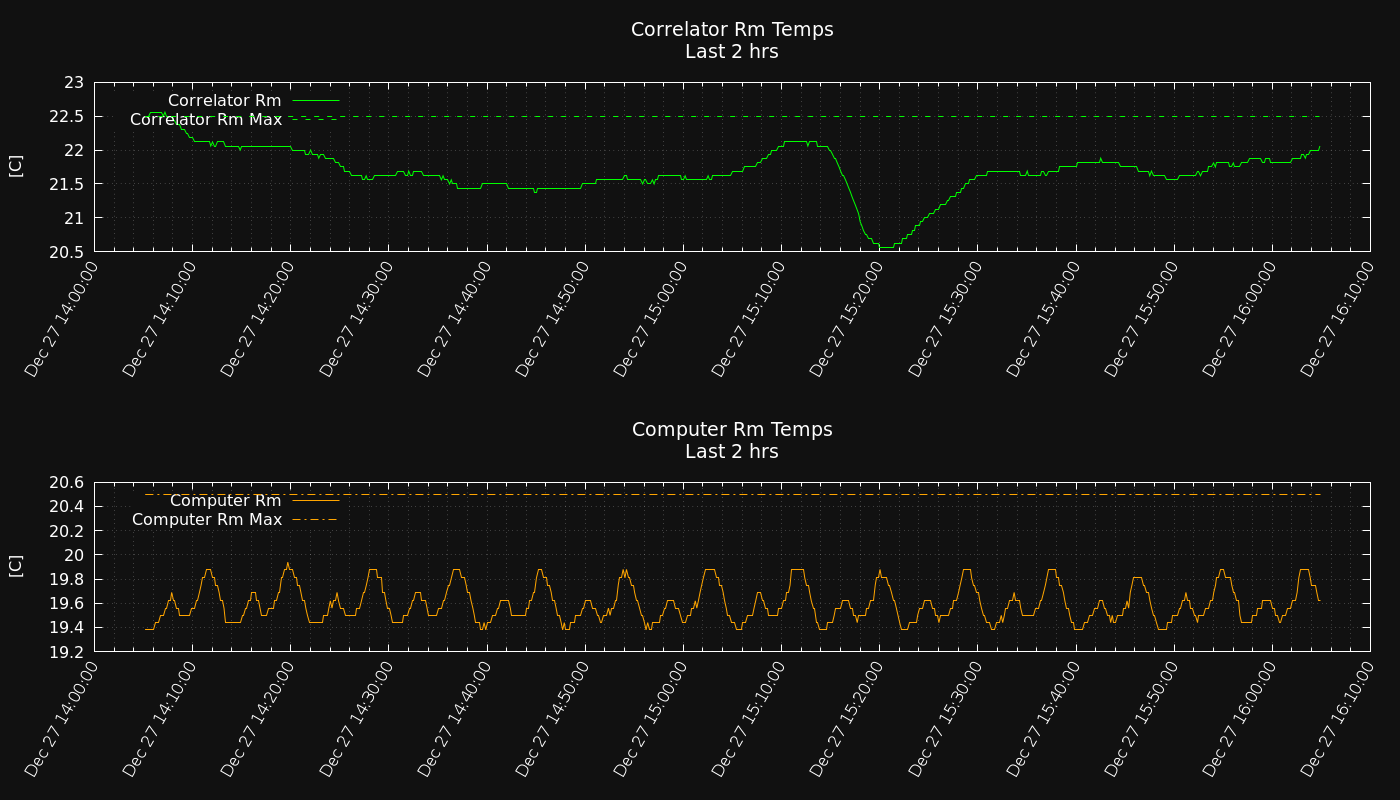 Correlator Rm Temps
Last 2 hrs
23
22.5
22
21.5
21
20.5
[C]
Correlator Rm
Correlator Rm Max
Dec 27 14:00:00
Dec 27 14:10:00
Dec 27 14:20:00
Dec 27 14:30:00
Dec 27 14:40:00
Dec 27 14:50:00
Dec 27 15:00:00
Dec 27 15:10:00
Dec 27 15:20:00
Dec 27 15:30:00
Dec 27 15:40:00
Dec 27 15:50:00
Dec 27 16:00:00
Dec 27 16:10:00
Computer Rm Temps
Last 2 hrs
20.6
20.4
20.2
20
19.8
19.6
19.4
19.2
[C]
Computer Rm
Computer Rm Max
Dec 27 14:00:00
Dec 27 14:10:00
Dec 27 14:20:00
Dec 27 14:30:00
Dec 27 14:40:00
Dec 27 14:50:00
Dec 27 15:00:00
Dec 27 15:10:00
Dec 27 15:20:00
Dec 27 15:30:00
Dec 27 15:40:00
Dec 27 15:50:00
Dec 27 16:00:00
Dec 27 16:10:00